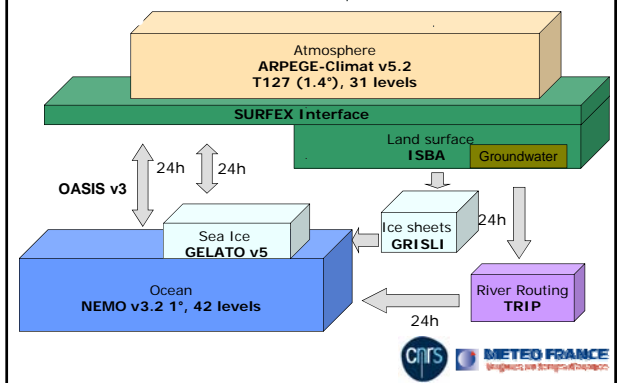 Atmosphere
ARPEGE-Climat v5.2
T127 (1.4°), 31 levels
SURFEX Interface
Land surface
ISBA
Groundwater
24h
24h
OASIS v3
Sea Ice
GELATO v5
Ice sheets
GRISLI
24h
Ocean
NEMO v3.2 1°, 42 levels
River Routing
TRIP
24h
cnrs
METEO FRANCE